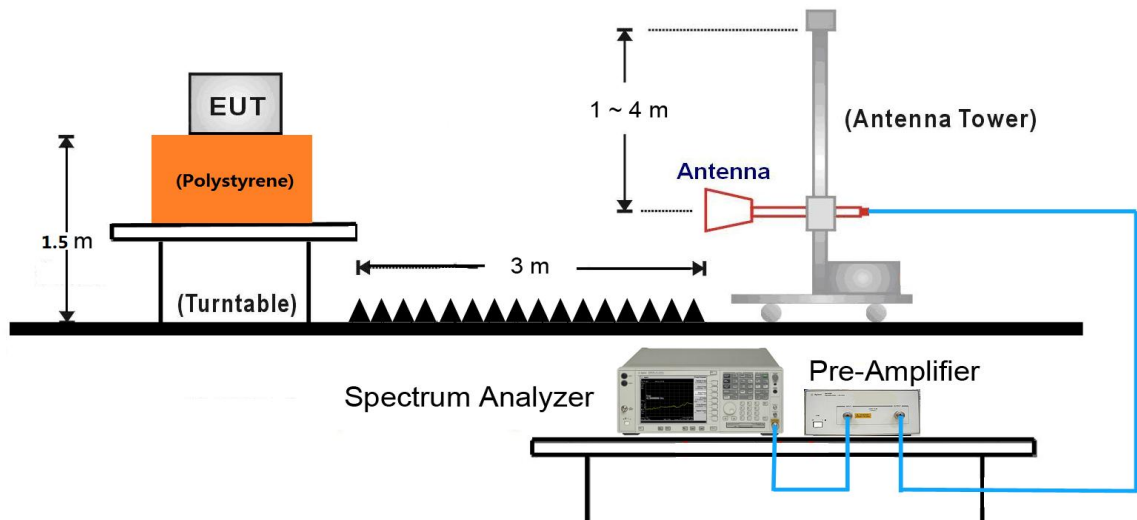 EUT
1 ~ 4 m
(Antenna Tower)
Antenna
(Polystyrene)
1.5 m
3 m
(Turntable)
Spectrum Analyzer
Pre-Amplifier